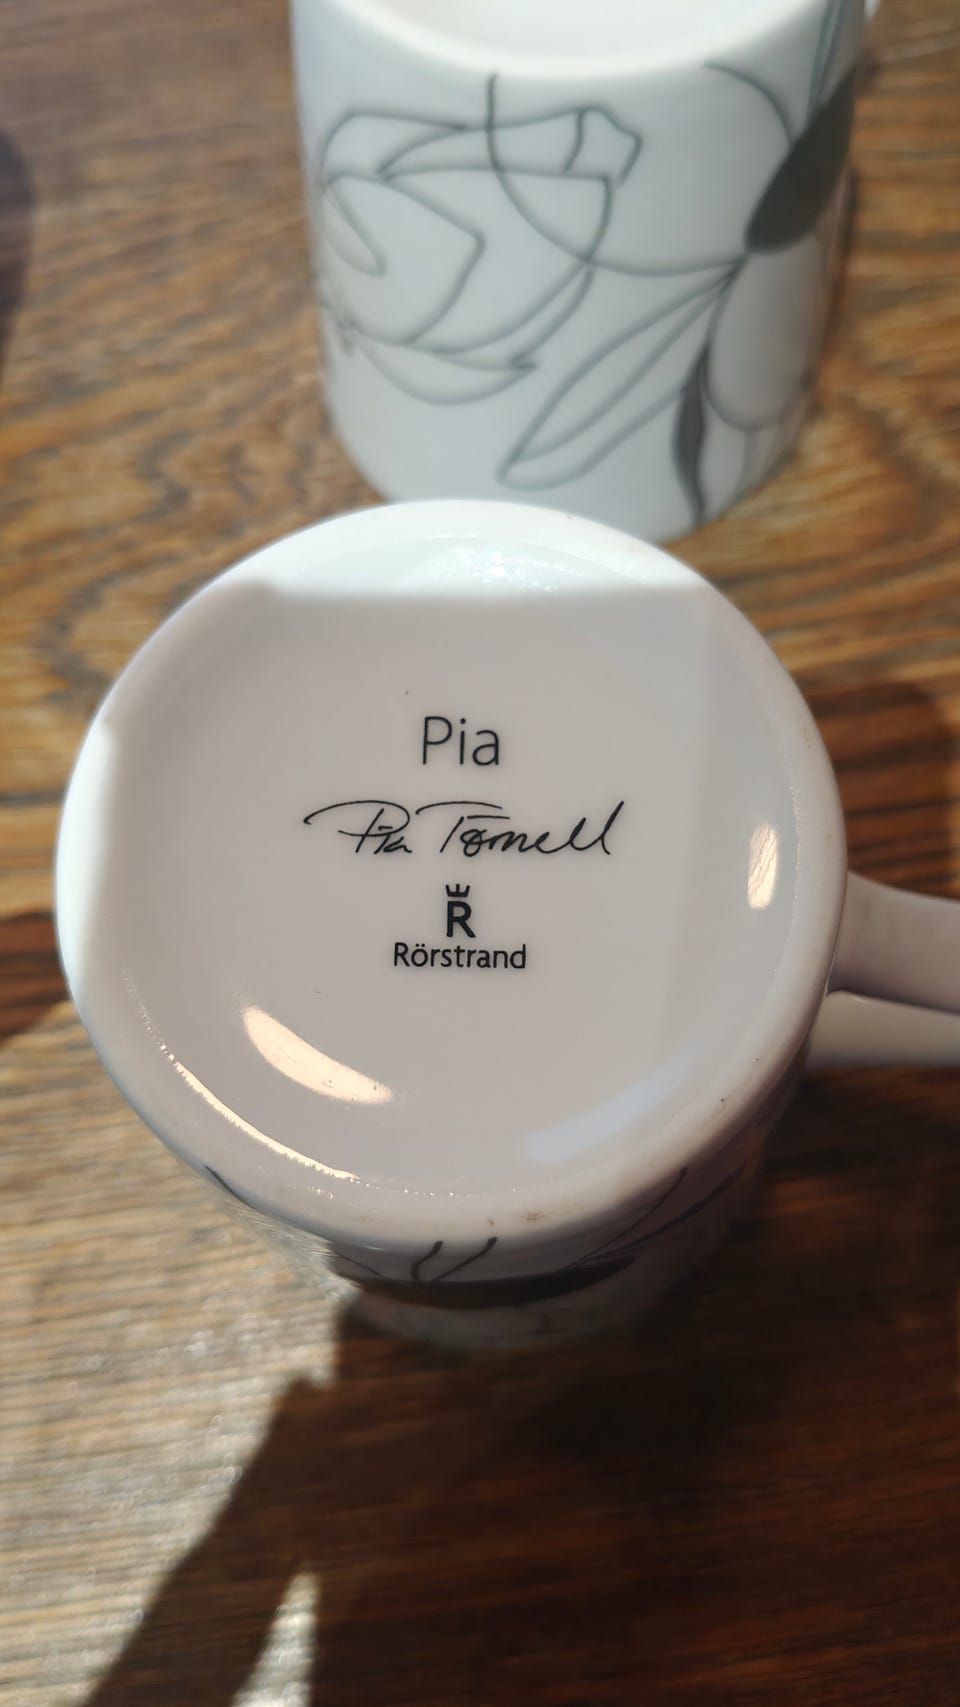 Pia
Pia Törnell
R
Rörstrand